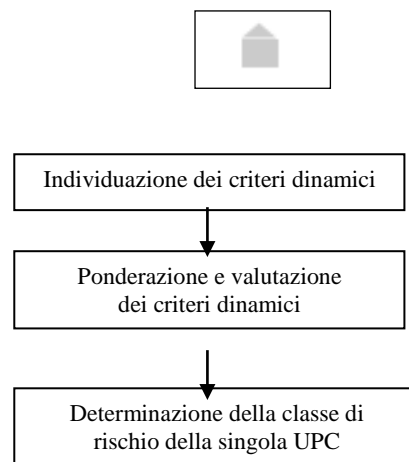 Individuazione dei criteri dinamici
Ponderazione e valutazione
dei criteri dinamici
Determinazione della classe di
rischio della singola UPC